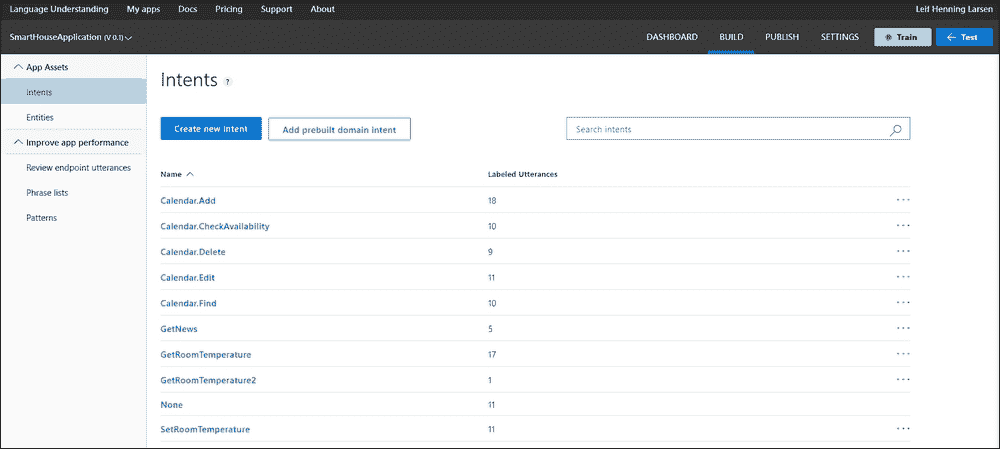 Language Understanding My apps Docs Pricing Support About Leif Henning Larsen
SmartHouseApplication (V 0.1) DASHBOARD BUILD PUBLISH SETTINGS Train Test
App Assets
Intents
Entities
Improve app performance
Review endpoint utterances
Phrase lists
Patterns
Intents ?
Create new intent Add prebuilt domain intent Search intents
Name Labeled Utterances
Calendar.Add 18 ...
Calendar.CheckAvailability 10 ...
Calendar.Delete 9 ...
Calendar.Edit 11 ...
Calendar.Find 10 ...
GetNews 5 ...
GetRoomTemperature 17 ...
GetRoomTemperature2 1 ...
None 11
SetRoomTemperature 11 ...